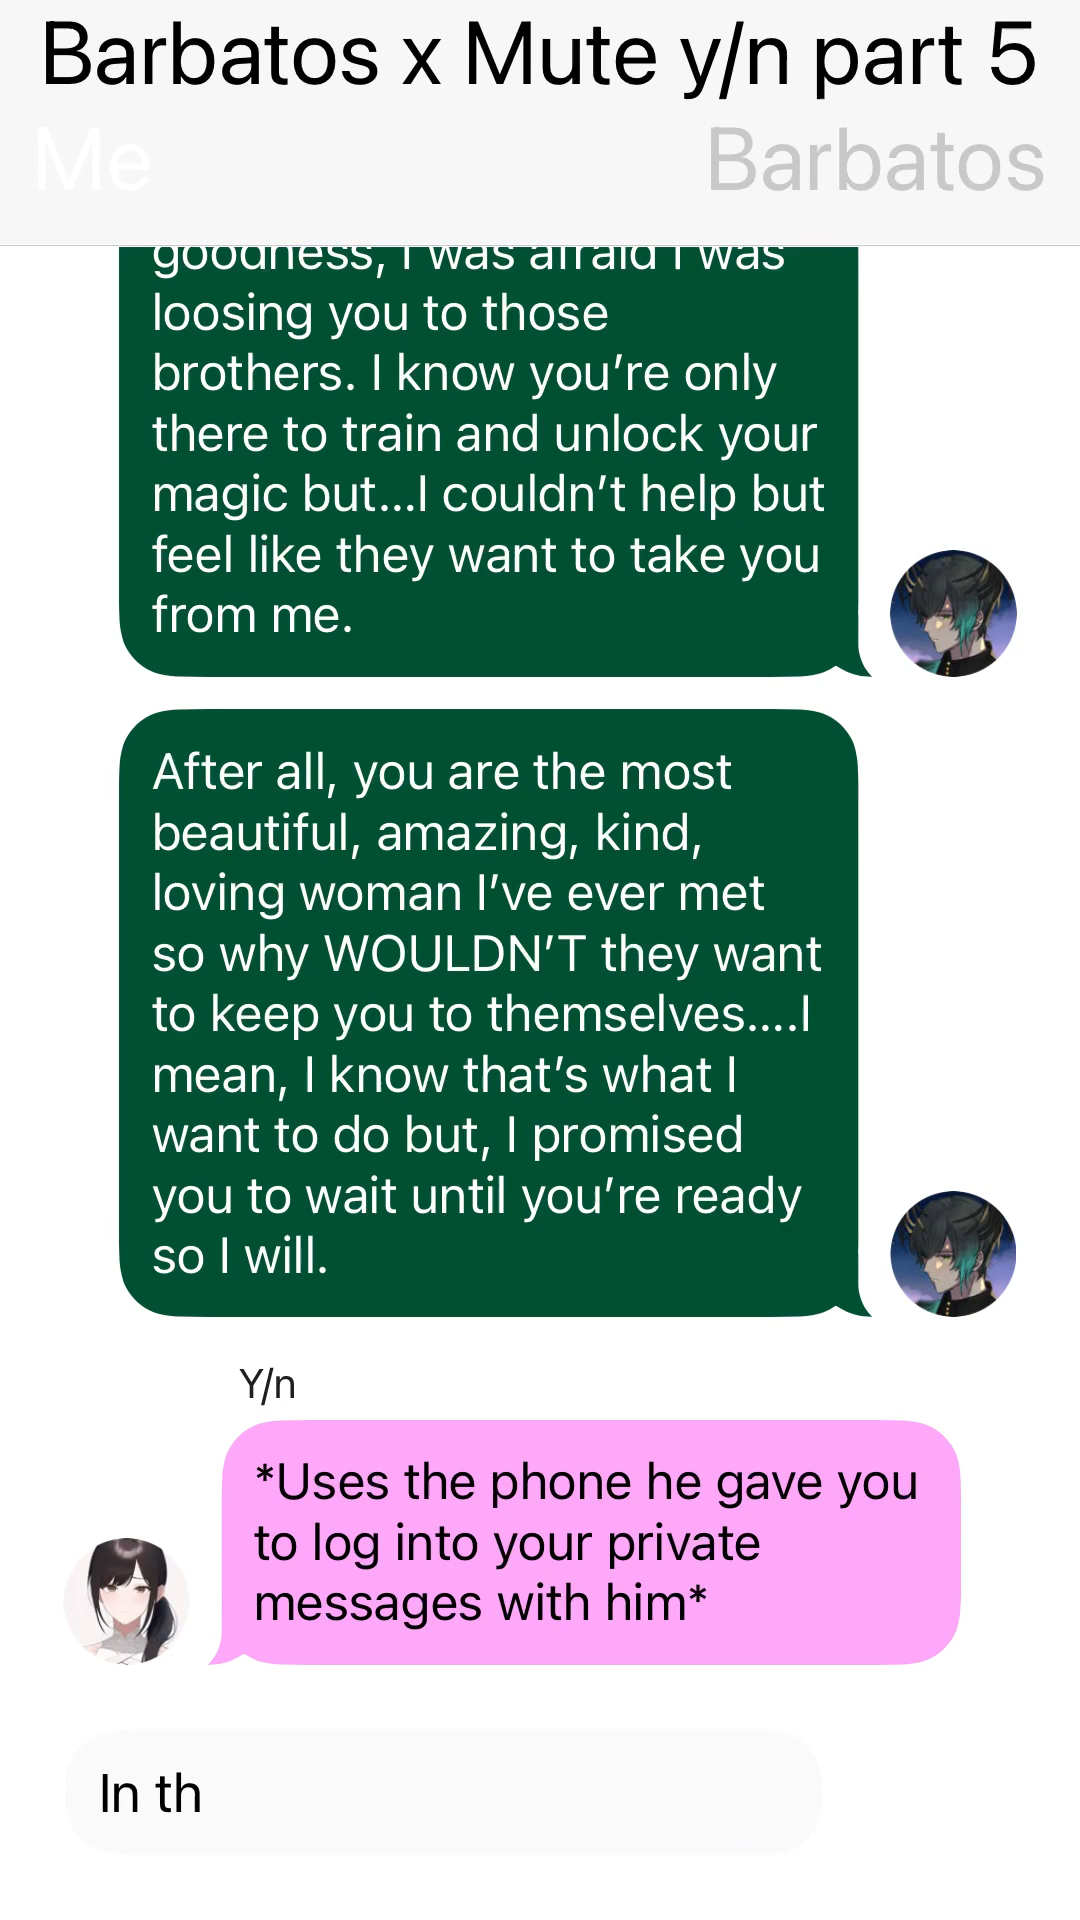 Barbatos x Mute y/n part 5
Me
Barbatos
goodness, I was afraid I was
loosing you to those
brothers. I know you’re only
there to train and unlock your
magic but...I couldn’t help but
feel like they want to take you
from me.
After all, you are the most
beautiful, amazing, kind,
loving woman I’ve ever met
so why WOULDN’T they want
to keep you to themselves....I
mean, I know that’s what I
want to do but, I promised
you to wait until you’re ready
so I will.
Y/n
*Uses the phone he gave you
to log into your private
messages with him*
In th